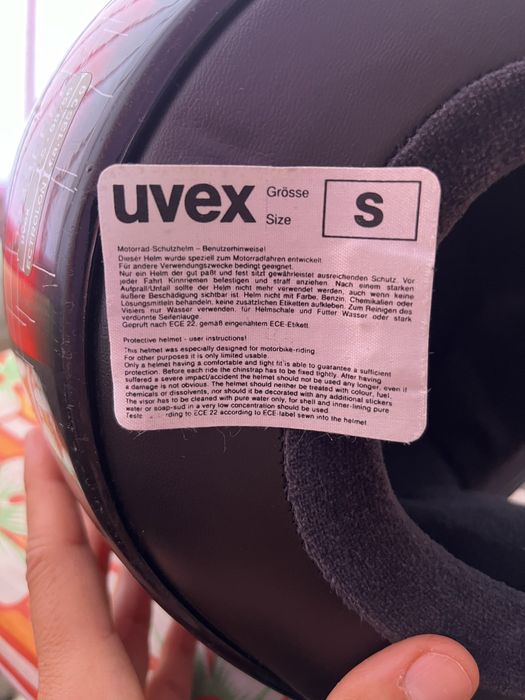 uvex Grösse
Size
S
Motorrad-Schutzhelm – Benutzerhinweise!
Dieser Helm wurde speziell zum Motorradfahren entwickelt
Für andere Verwendungszwecke bedingt geeignet.
Nur ein Helm der gut paßt und fest sitzt gewährleistet ausreichenden Schutz. Vor
jeder Fahrt Kinnriemen befestigen und straff anziehen. Nach einem starken
Aufprall/Unfall sollte der Helm nicht mehr verwendet werden, auch wenn keine
äußere Beschädigung sichtbar ist. Helm nicht mit Farbe, Benzin, Chemikalien oder
Lösungsmitteln behandeln, keine zusätzlichen Etiketten aufkleben. Zum Reinigen des
Visiers nur Wasser verwenden, für Helmschale und Futter Wasser oder stark
verdünnte Seifenlauge.
Geprüft nach ECE 22, gemäß eingenähtem ECE-Etikett.
Protective helmet - user instructions!
This helmet was especially designed for motorbike-riding
For other purposes it is only limited usable.
Only a helmet having a comfortable and tight fit is able to guarantee a sufficient
protection. Before each ride the chinstrap has to be fixed tightly. After having
suffered a severe impact/accident the helmet should not be used any longer, even if
a damage is not obvious. The helmet should neither be treated with colour, fuel,
chemicals or dissolvents, nor should it be decorated with any additional stickers
The visor has to be cleaned with pure water only, for shell and inner-lining pure
water or soap-sud in a very low concentration should be used.
Teste rding to ECE 22 according to ECE-label sewn into the helmet